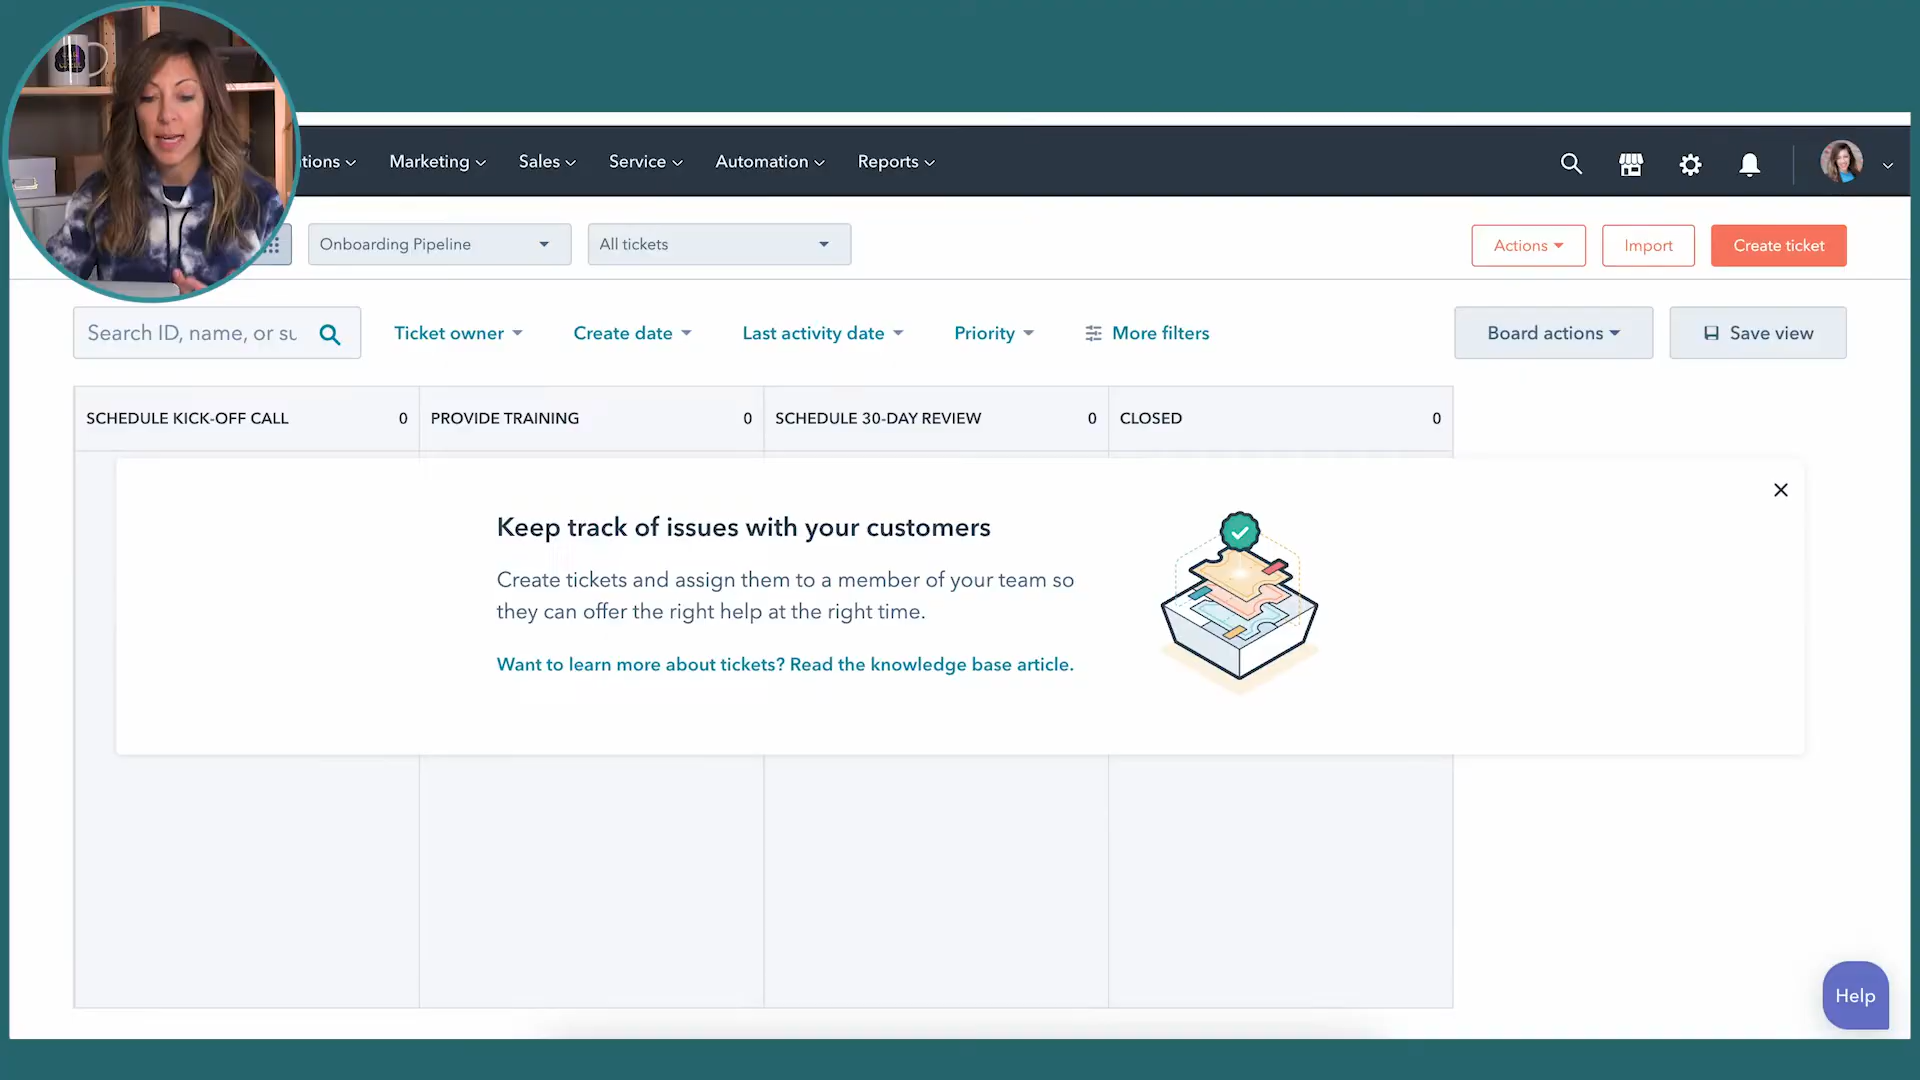 tions
Marketing
Sales
Service
Automation
Reports
Onboarding Pipeline
All tickets
Actions
Import
Create ticket
Search ID, name, or su
Ticket owner
Create date
Last activity date
Priority
More filters
Board actions
Save view
SCHEDULE KICK-OFF CALL 0
PROVIDE TRAINING 0
SCHEDULE 30-DAY REVIEW 0
CLOSED 0
Keep track of issues with your customers
Create tickets and assign them to a member of your team so
they can offer the right help at the right time.
Want to learn more about tickets? Read the knowledge base article.
Help